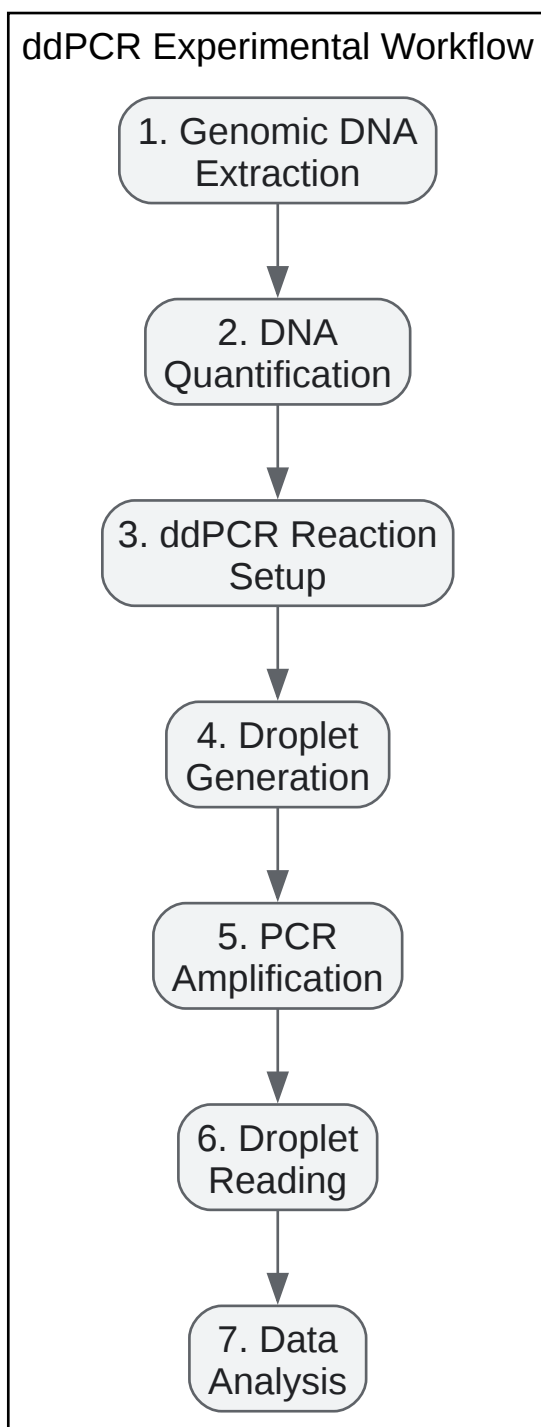 ddPCR Experimental Workflow
1. Genomic DNA
Extraction
2. DNA
Quantification
3. ddPCR Reaction
Setup
4. Droplet
Generation
5. PCR
Amplification
6. Droplet
Reading
7. Data
Analysis